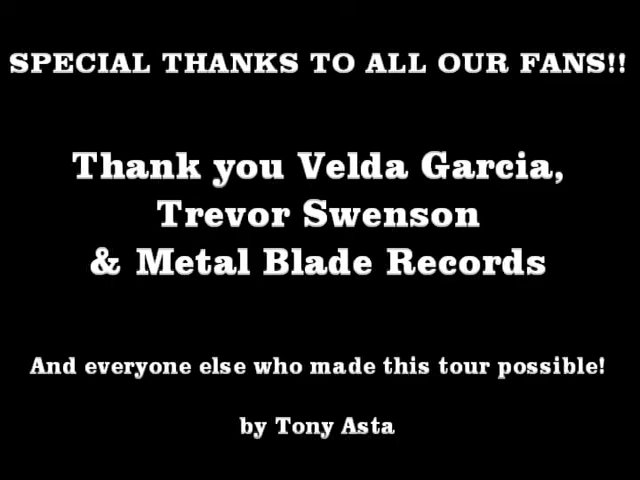 SPECIAL THANKS TO ALL OUR FANS!!
Thank you Velda Garcia,
Trevor Swenson
& Metal Blade Records
And everyone else who made this tour possible!
by Tony Asta